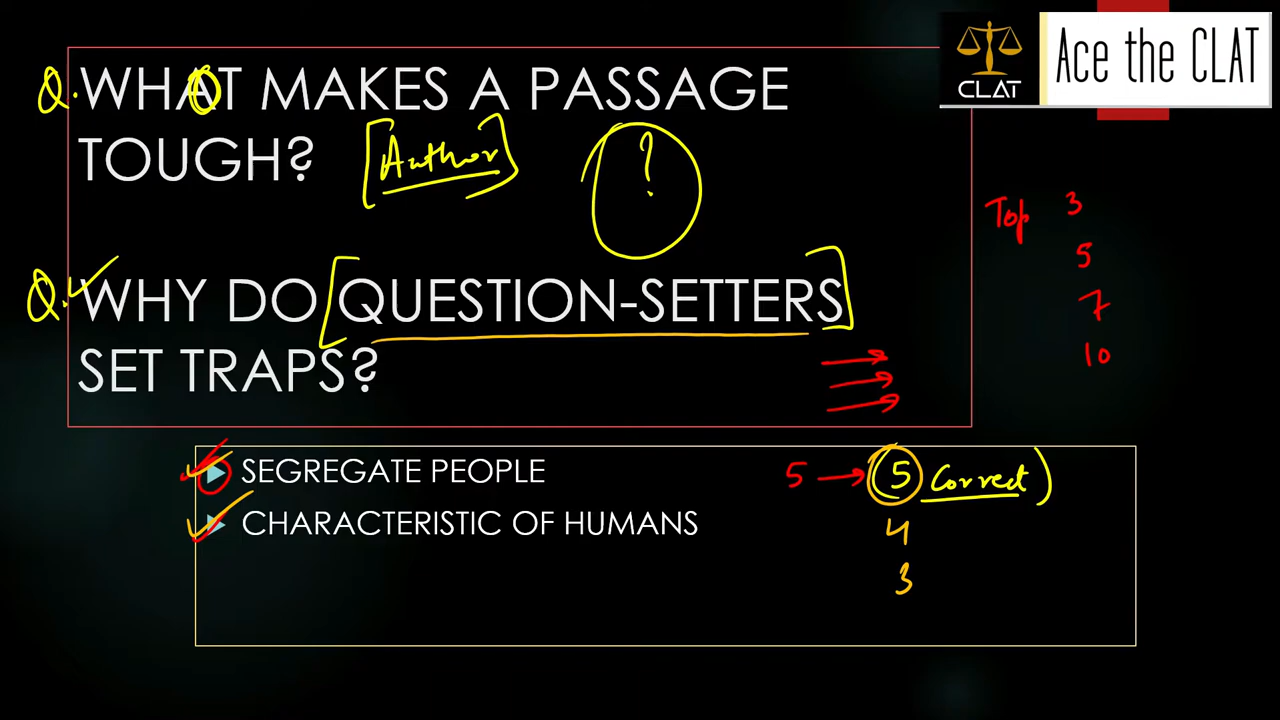 Ace the CLAT
CLAT
Q. WHAT MAKES A PASSAGE
TOUGH? [Author] ?
Top 3
5
7
10
Q. WHY DO [QUESTION-SETTERS]
SET TRAPS?
SEGREGATE PEOPLE 5 → (5 Correct)
CHARACTERISTIC OF HUMANS 4
3